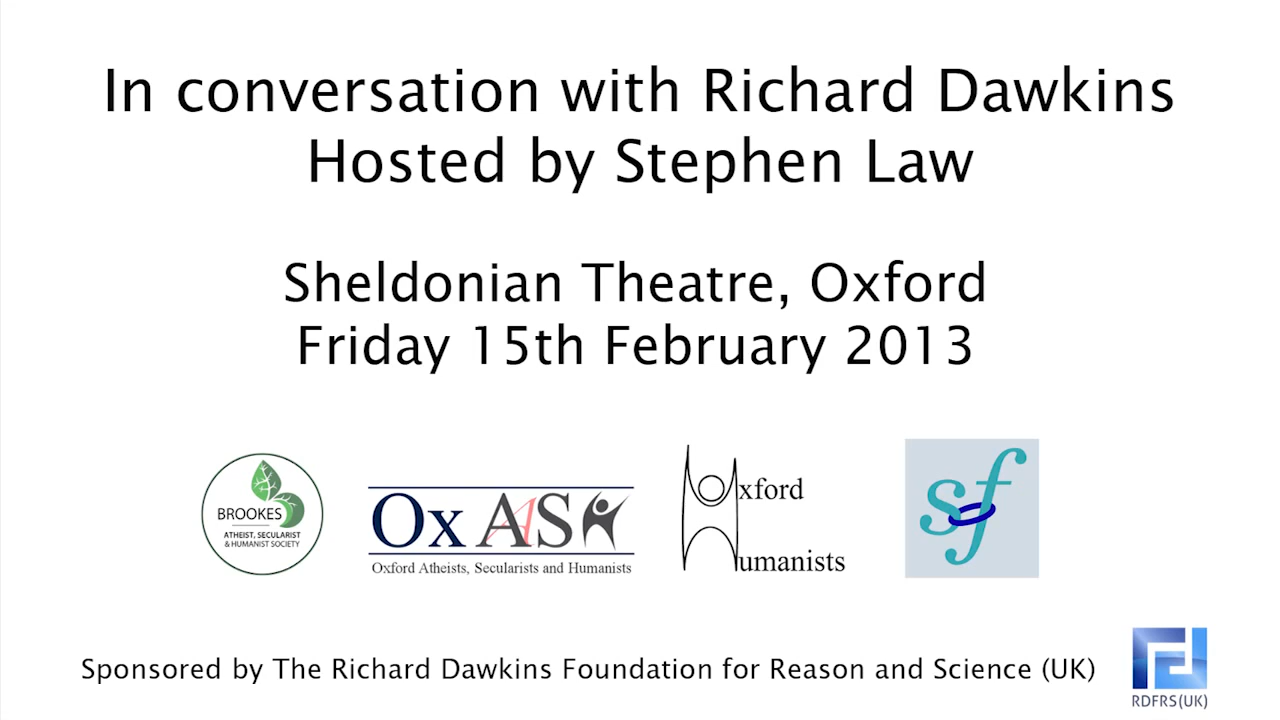 In conversation with Richard Dawkins
Hosted by Stephen Law
Sheldonian Theatre, Oxford
Friday 15th February 2013
BROOKES
ATHEIST, SECULARIST
& HUMANIST SOCIETY
Ox AASH
Oxford Atheists, Secularists and Humanists
Oxford
Humanists
sf
Sponsored by The Richard Dawkins Foundation for Reason and Science (UK)
RDFRS(UK)